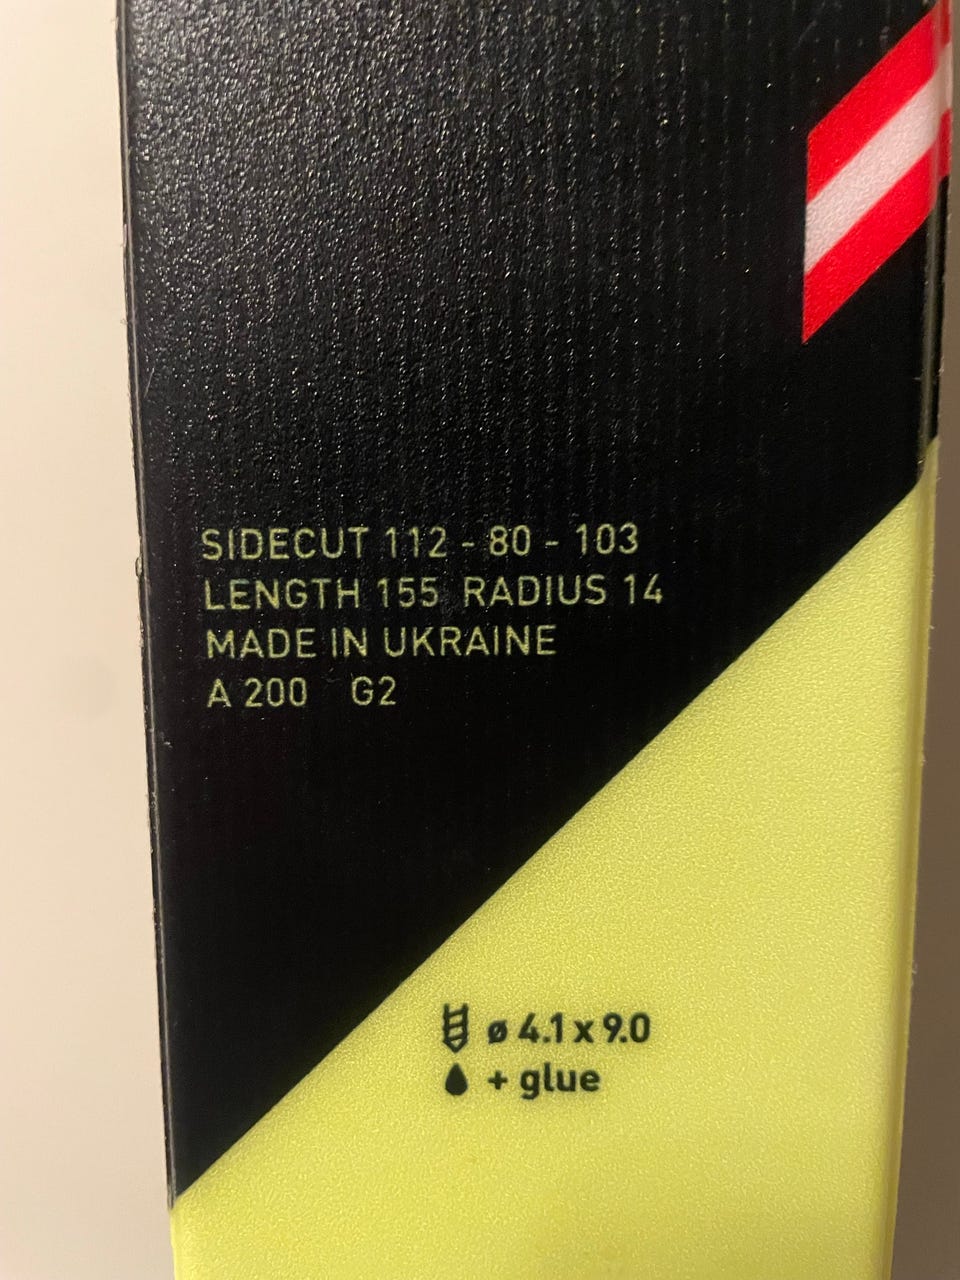 SIDECUT 112 - 80 - 103
LENGTH 155 RADIUS 14
MADE IN UKRAINE
A 200 G2
ø 4.1 x 9.0
+ glue